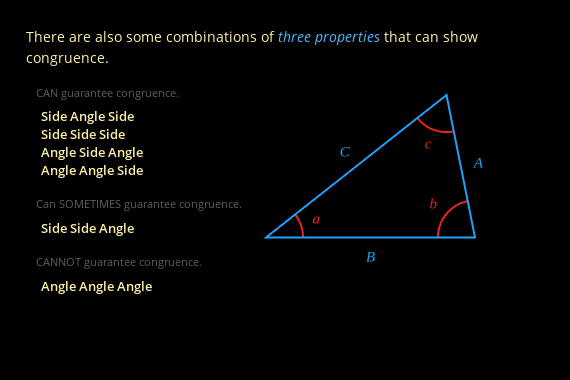 There are also some combinations of three properties that can show
congruence.
CAN guarantee congruence.
Side Angle Side
Side Side Side
Angle Side Angle
Angle Angle Side
Can SOMETIMES guarantee congruence.
Side Side Angle
CANNOT guarantee congruence.
Angle Angle Angle
c
C
A
b
a
B